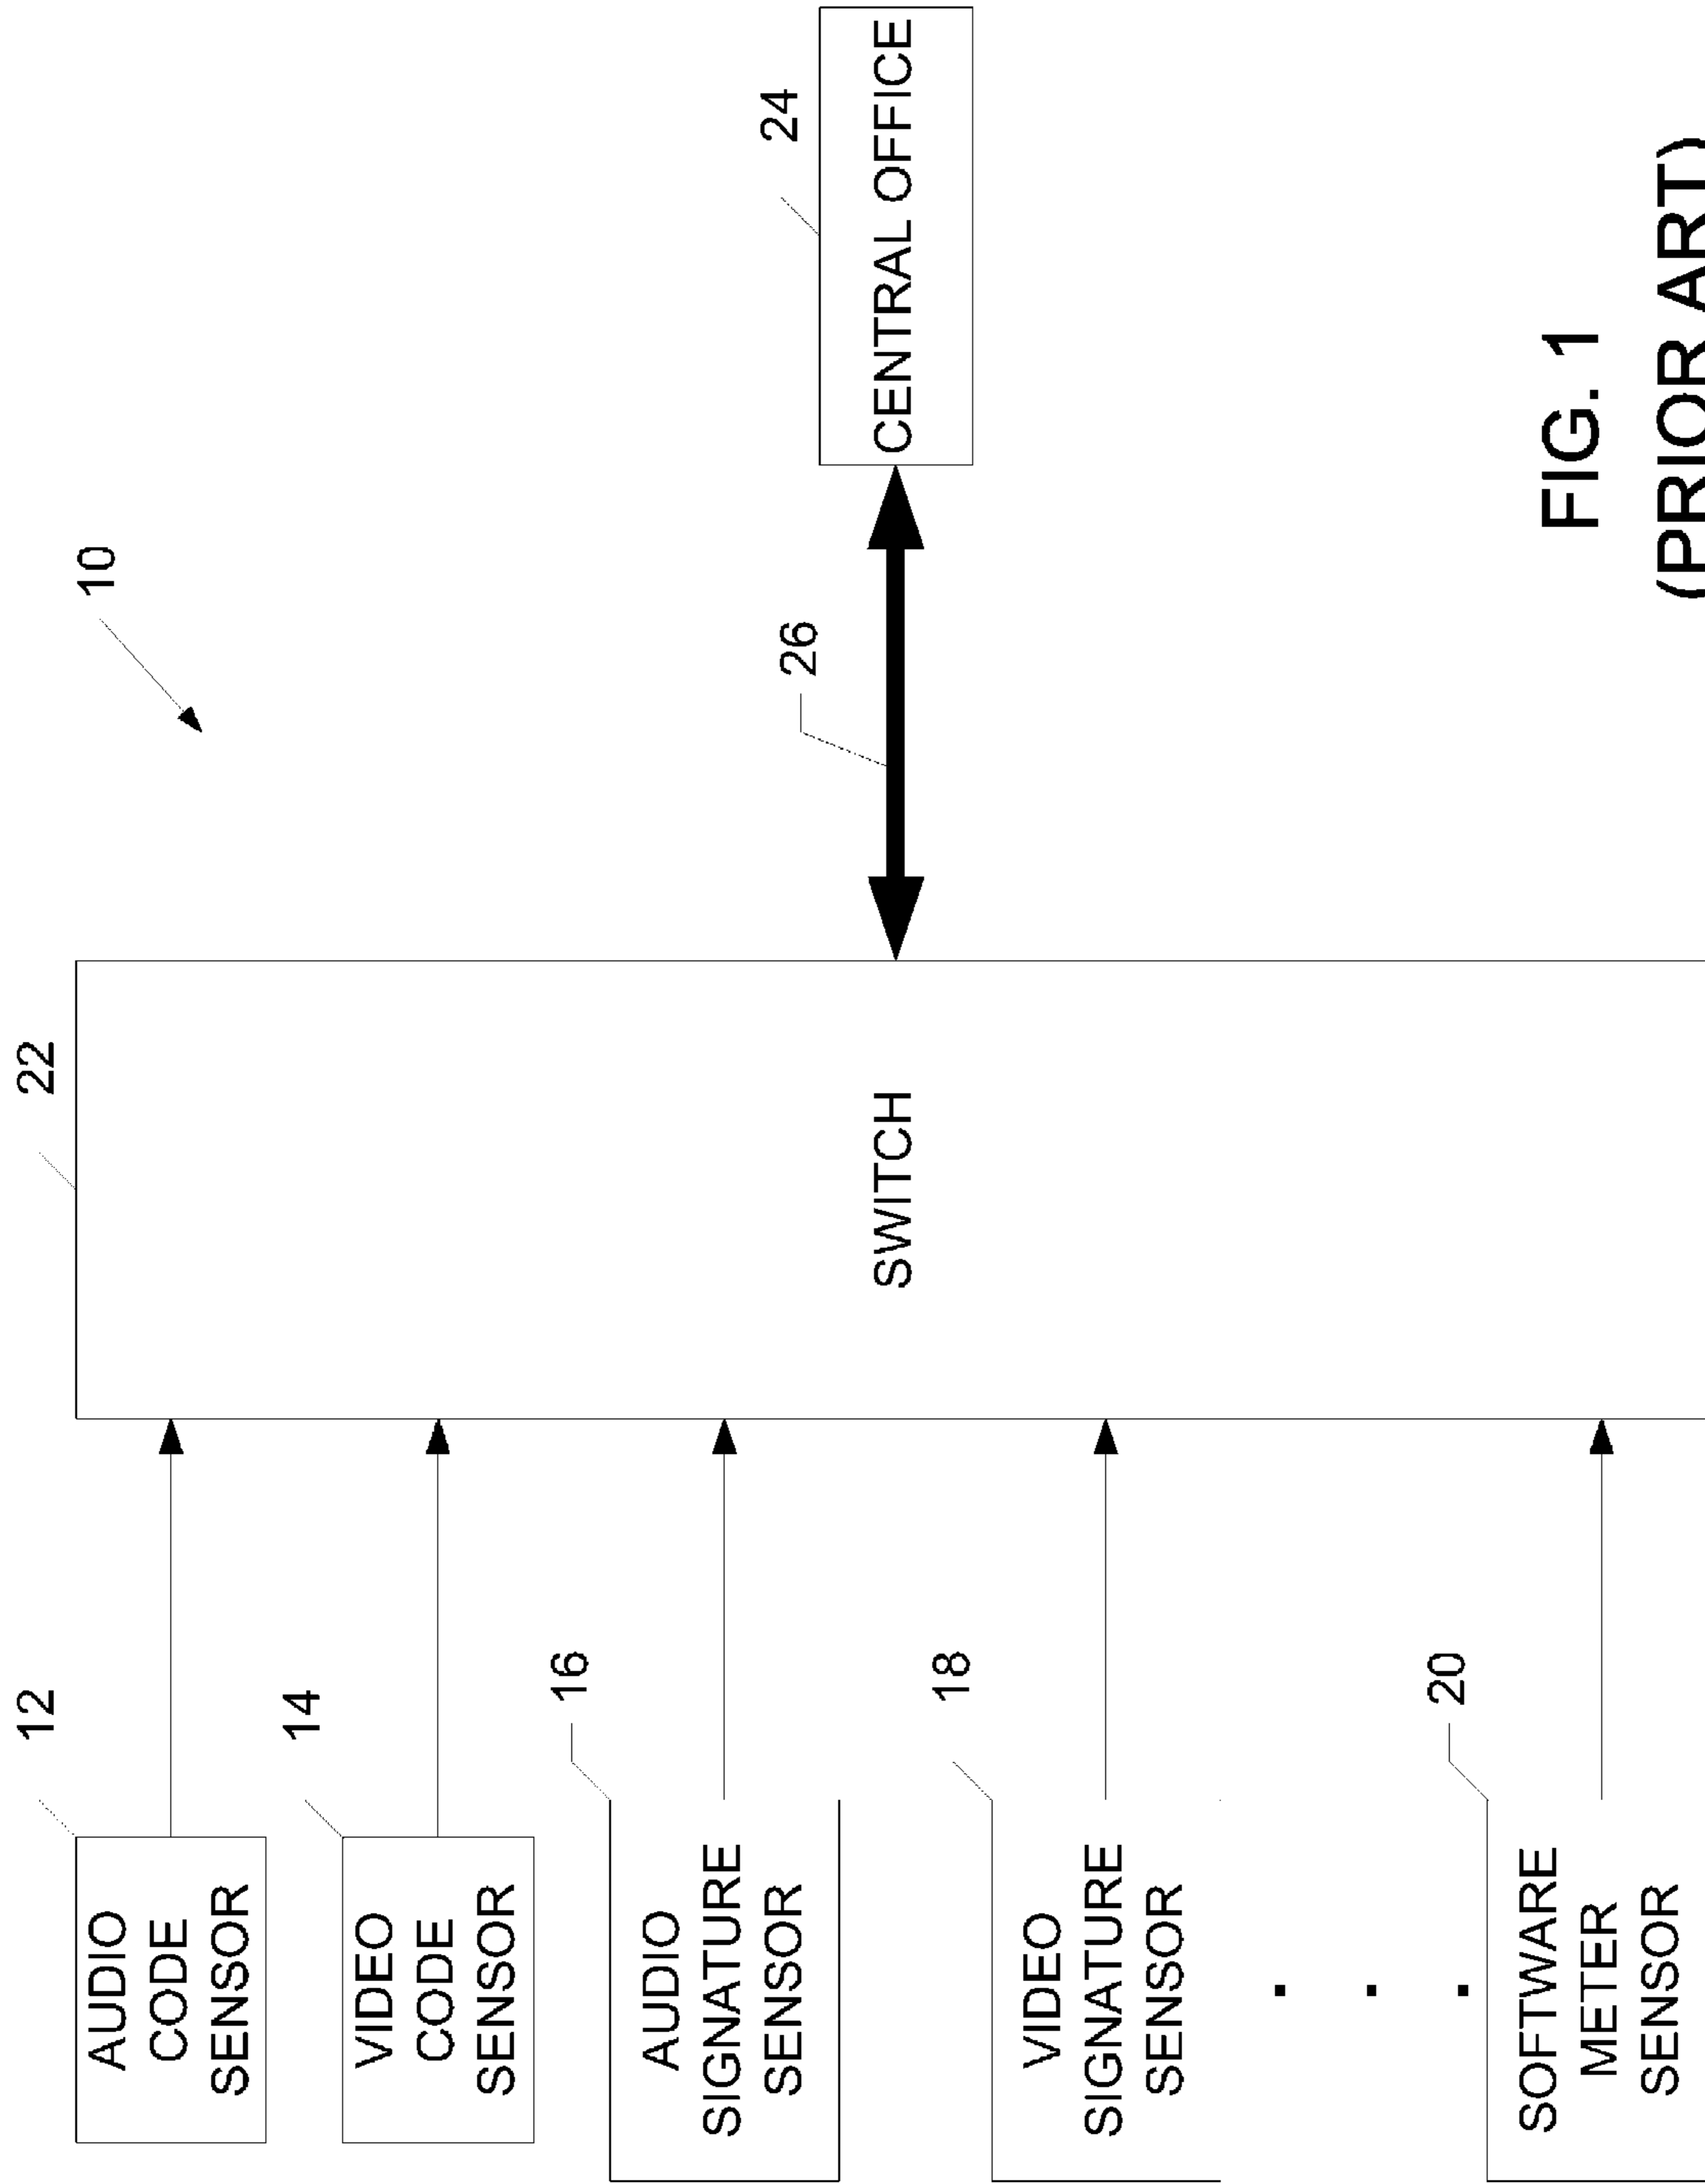 10
12
AUDIO
CODE
SENSOR
14
VIDEO
CODE
SENSOR
16
AUDIO
SIGNATURE
SENSOR
18
VIDEO
SIGNATURE
SENSOR
. . .
20
SOFTWARE
METER
SENSOR
22
SWITCH
26
24
CENTRAL OFFICE
FIG. 1
(PRIOR ART)